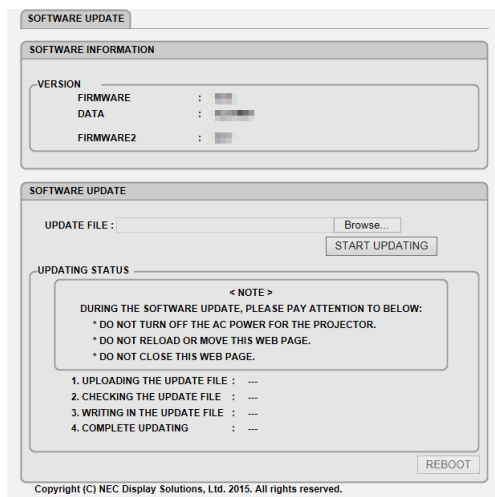 SOFTWARE UPDATE
SOFTWARE INFORMATION
VERSION
FIRMWARE :
DATA :
FIRMWARE2 :
SOFTWARE UPDATE
UPDATE FILE : Browse...
START UPDATING
UPDATING STATUS
< NOTE >
DURING THE SOFTWARE UPDATE, PLEASE PAY ATTENTION TO BELOW:
* DO NOT TURN OFF THE AC POWER FOR THE PROJECTOR.
* DO NOT RELOAD OR MOVE THIS WEB PAGE.
* DO NOT CLOSE THIS WEB PAGE.
1. UPLOADING THE UPDATE FILE : ---
2. CHECKING THE UPDATE FILE : ---
3. WRITING IN THE UPDATE FILE : ---
4. COMPLETE UPDATING : ---
REBOOT
Copyright (C) NEC Display Solutions, Ltd. 2015. All rights reserved.